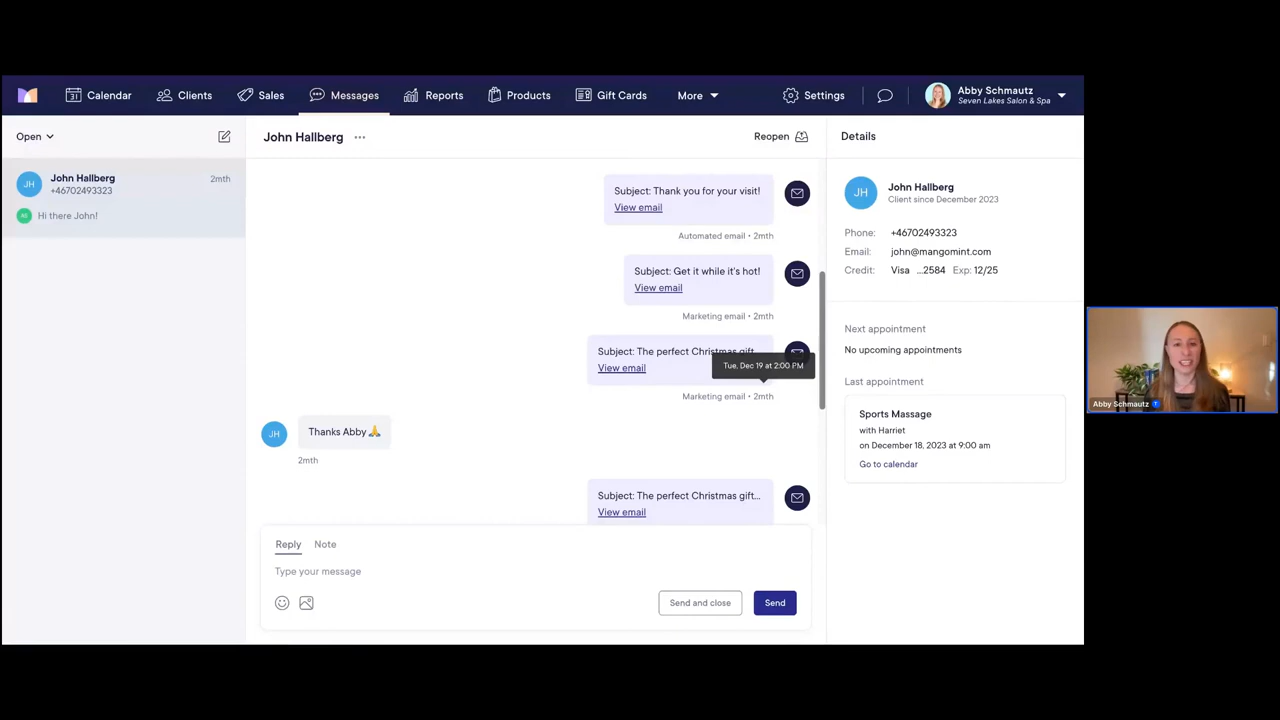 31 Calendar
Clients
Sales
Messages
Reports
Products
Gift Cards
More
Settings
Abby Schmautz
Seven Lakes Salon & Spa
Open
JH
John Hallberg
2mth
+46702493323
AS
Hi there John!
John Hallberg
Reopen
Subject: Thank you for your visit!
View email
Automated email • 2mth
Subject: Get it while it's hot!
View email
Marketing email • 2mth
Subject: The perfect Christmas gift...
View email
Tue, Dec 19 at 2:00 PM
Marketing email • 2mth
JH
Thanks Abby 🙏
2mth
Subject: The perfect Christmas gift...
View email
Reply
Note
Type your message
Send and close
Send
Details
JH
John Hallberg
Client since December 2023
Phone: +46702493323
Email: john@mangomint.com
Credit: Visa ...2584 Exp: 12/25
Next appointment
No upcoming appointments
Last appointment
Sports Massage
with Harriet
on December 18, 2023 at 9:00 am
Go to calendar
Abby Schmautz